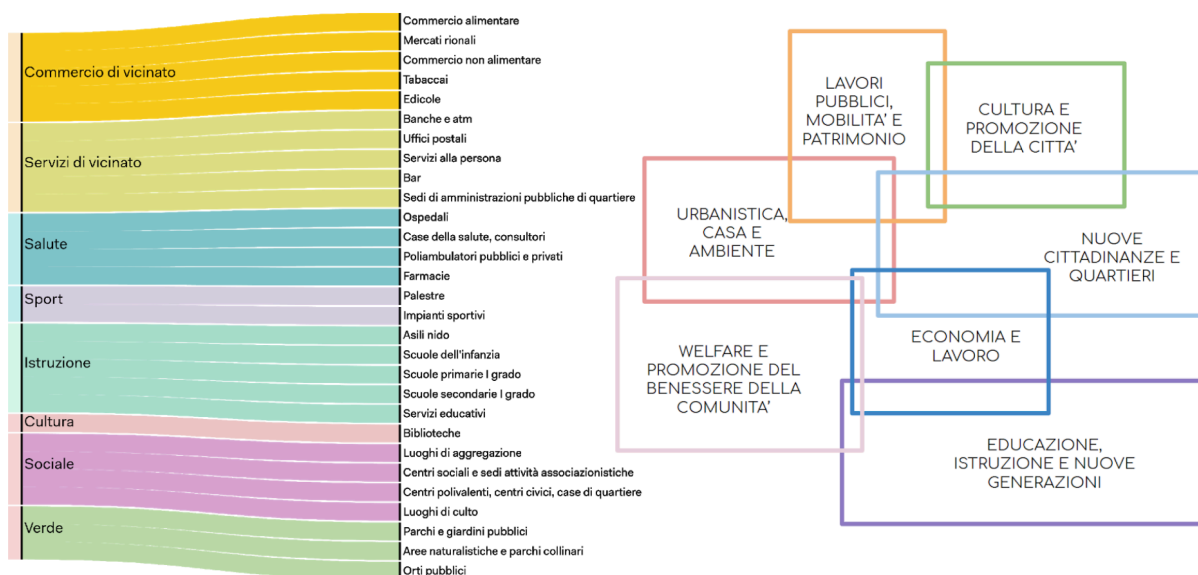 Commercio di vicinato
Servizi di vicinato
Salute
Sport
Istruzione
Cultura
Sociale
Verde
Commercio alimentare
Mercati rionali
Commercio non alimentare
Tabaccai
Edicole
Banche e atm
Uffici postali
Servizi alla persona
Bar
Sedi di amministrazioni pubbliche di quartiere
Ospedali
Case della salute, consultori
Poliambulatori pubblici e privati
Farmacie
Palestre
Impianti sportivi
Asili nido
Scuole dell'infanzia
Scuole primarie I grado
Scuole secondarie I grado
Servizi educativi
Biblioteche
Luoghi di aggregazione
Centri sociali e sedi attività associazionistiche
Centri polivalenti, centri civici, case di quartiere
Luoghi di culto
Parchi e giardini pubblici
Aree naturalistiche e parchi collinari
Orti pubblici
LAVORI
PUBBLICI,
MOBILITA' E
PATRIMONIO
CULTURA E
PROMOZIONE
DELLA CITTA'
URBANISTICA,
CASA E
AMBIENTE
NUOVE
CITTADINANZE E
QUARTIERI
ECONOMIA E
LAVORO
WELFARE E
PROMOZIONE DEL
BENESSERE DELLA
COMUNITA'
EDUCAZIONE,
ISTRUZIONE E NUOVE
GENERAZIONI